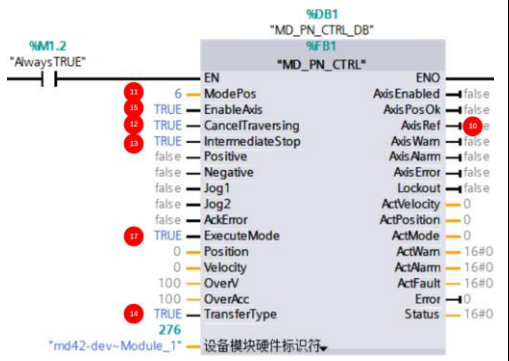 %DB1
"MD_PN_CTRL_DB"
%M1.2
%FB1
"AlwaysTRUE"
"MD_PN_CTRL"
EN ENO
11 6 ModePos AxisEnabled false
15 TRUE EnableAxis AxisPosOk false
12 TRUE CancelTraversing AxisRef 10
13 TRUE IntermediateStop AxisWarn false
false Positive AxisAlarm false
false Negative AxisError false
false Jog1 Lockout false
false Jog2 ActVelocity 0
false AckError ActPosition 0
17 TRUE ExecuteMode ActMode 0
0 Position ActWarn 16#0
0 Velocity ActAlarm 16#0
100 OverV ActFault 16#0
100 OverAcc Error 0
14 TRUE TransferType Status 16#0
276
"md42-dev~Module_1" 设备模块硬件标识符